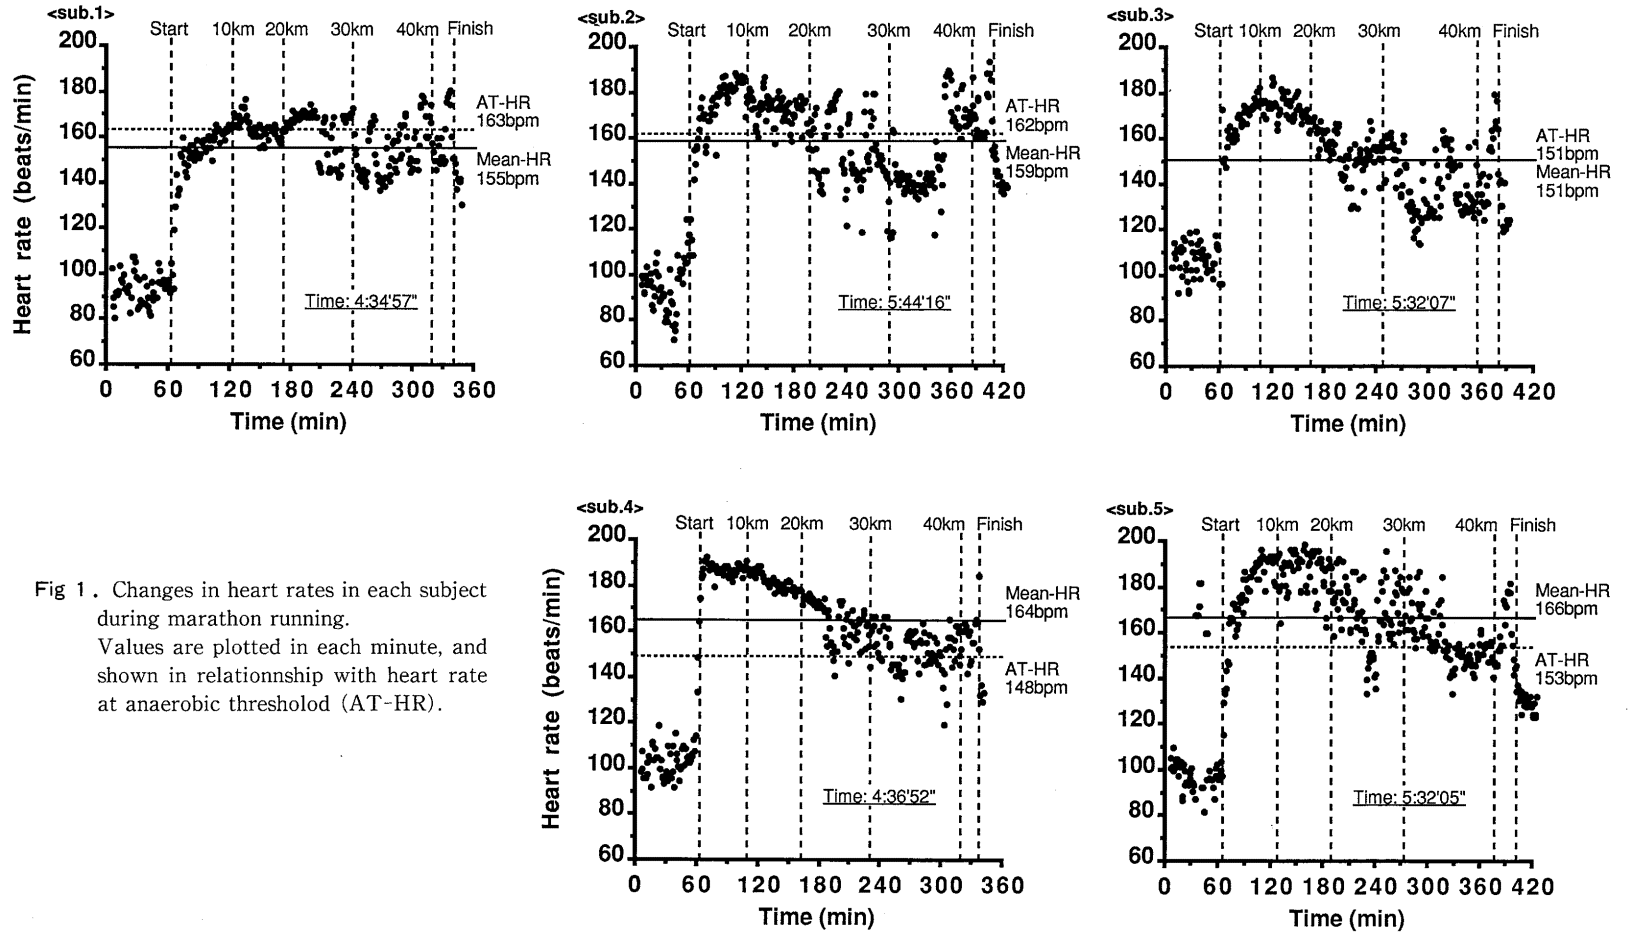 <sub.1>
Start 10km 20km 30km 40km Finish
200
180
160
140
120
100
80
60
Heart rate (beats/min)
AT-HR
163bpm
Mean-HR
155bpm
Time: 4:34'57"
0 60 120 180 240 300 360
Time (min)
<sub.2>
Start 10km 20km 30km 40km Finish
200
180
160
140
120
100
80
60
AT-HR
162bpm
Mean-HR
159bpm
Time: 5:44'16"
0 60 120 180 240 300 360 420
Time (min)
<sub.3>
Start 10km 20km 30km 40km Finish
200
180
160
140
120
100
80
60
AT-HR
151bpm
Mean-HR
151bpm
Time: 5:32'07"
0 60 120 180 240 300 360 420
Time (min)
Fig 1. Changes in heart rates in each subject
during marathon running.
Values are plotted in each minute, and
shown in relationnship with heart rate
at anaerobic thresholod (AT-HR).
<sub.4>
Start 10km 20km 30km 40km Finish
200
180
160
140
120
100
80
60
Heart rate (beats/min)
Mean-HR
164bpm
AT-HR
148bpm
Time: 4:36'52"
0 60 120 180 240 300 360
Time (min)
<sub.5>
Start 10km 20km 30km 40km Finish
200
180
160
140
120
100
80
60
Mean-HR
166bpm
AT-HR
153bpm
Time: 5:32'05"
0 60 120 180 240 300 360 420
Time (min)